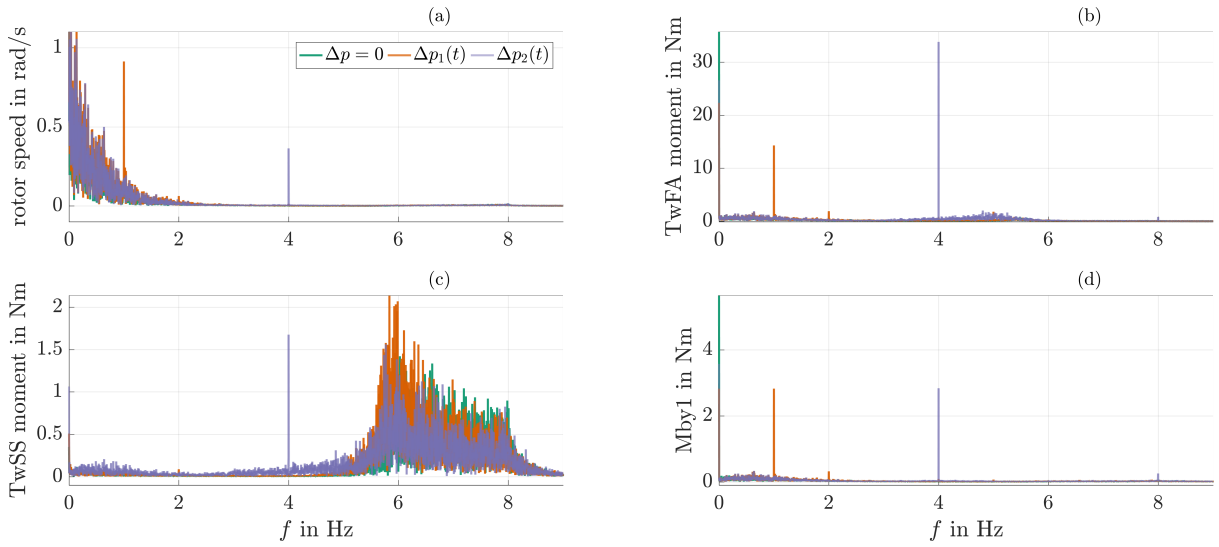 (a)
rotor speed in rad/s
1
0.5
0
Δp = 0 Δp₁(t) Δp₂(t)
0 2 4 6 8
(b)
TwFA moment in Nm
30
20
10
0
0 2 4 6 8
(c)
TwSS moment in Nm
2
1.5
1
0.5
0
0 2 4 6 8
f in Hz
(d)
Mby1 in Nm
4
2
0
0 2 4 6 8
f in Hz